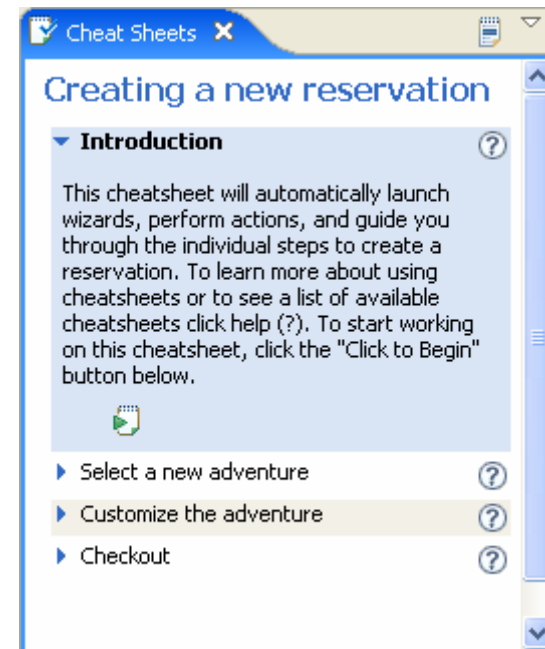 Cheat Sheets
Creating a new reservation
Introduction
This cheatsheet will automatically launch
wizards, perform actions, and guide you
through the individual steps to create a
reservation. To learn more about using
cheatsheets or to see a list of available
cheatsheets click help (?). To start working
on this cheatsheet, click the "Click to Begin"
button below.
Select a new adventure
Customize the adventure
Checkout